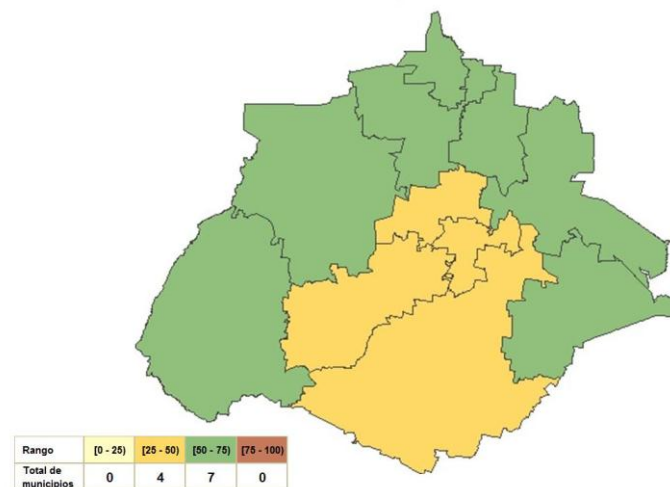 Rango [0 - 25) [25 - 50) [50 - 75) [75 - 100)
Total de
municipios 0 4 7 0